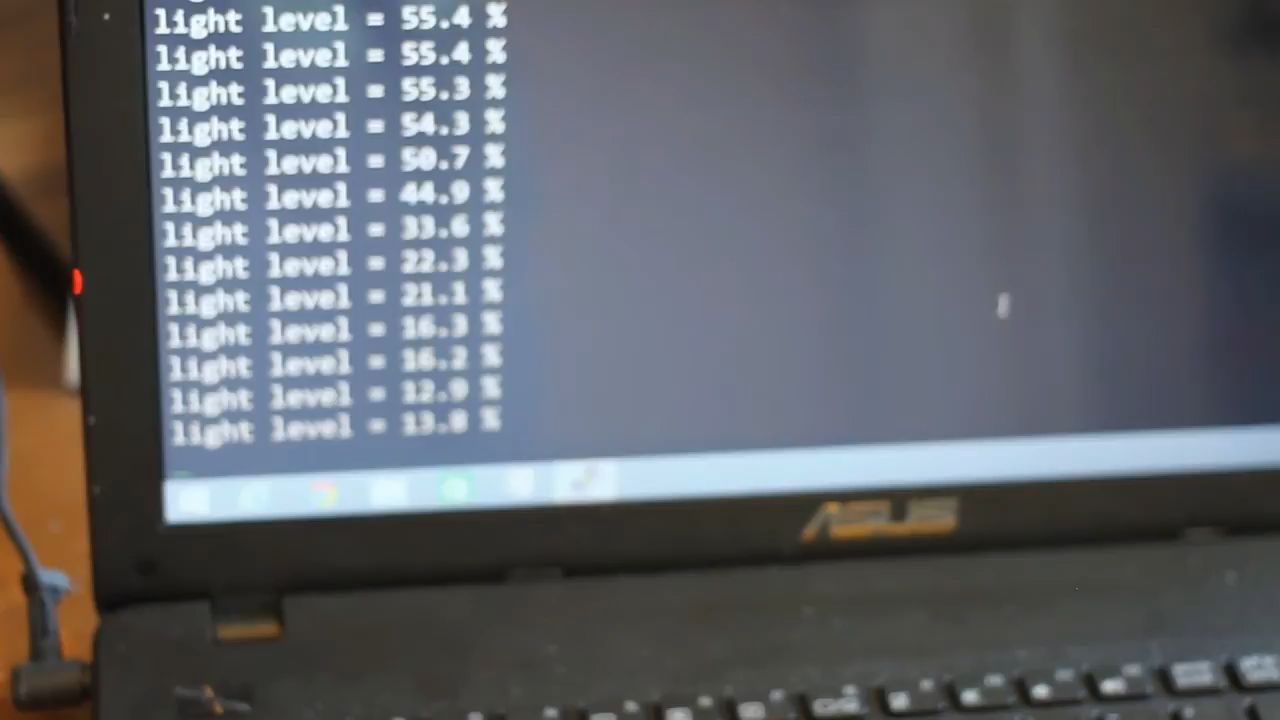 light level = 55.4 %
light level = 55.4 %
light level = 55.3 %
light level = 54.3 %
light level = 50.7 %
light level = 44.9 %
light level = 33.6 %
light level = 22.3 %
light level = 21.1 %
light level = 16.3 %
light level = 16.2 %
light level = 12.9 %
light level = 13.8 %
ASUS